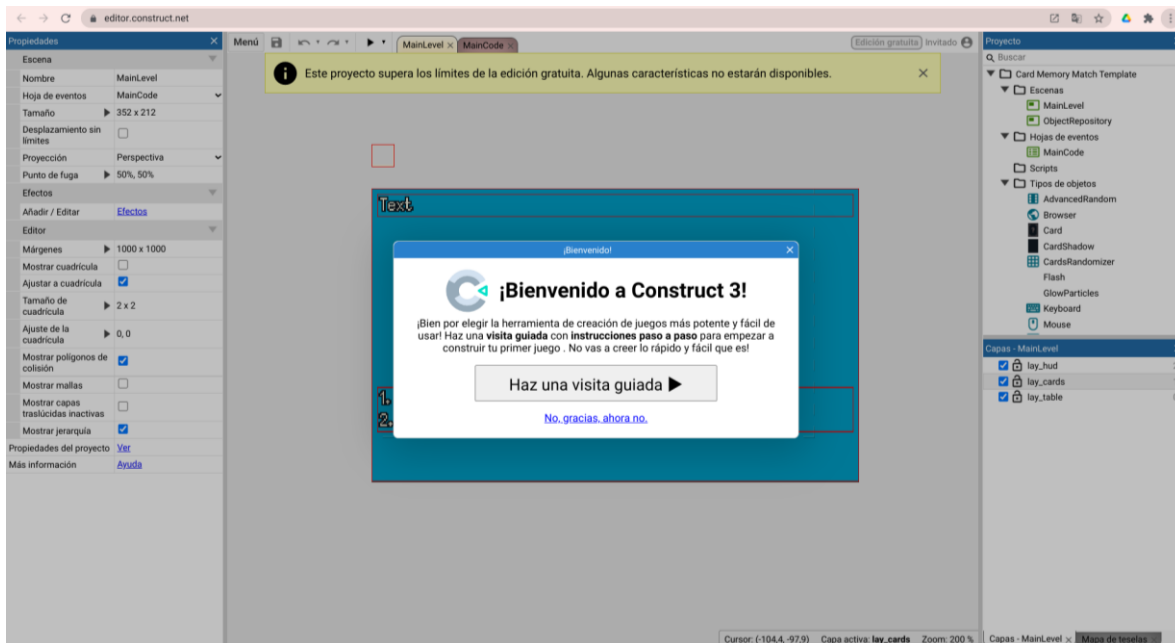 editor.construct.net
Propiedades
Escena
Nombre MainLevel
Hoja de eventos MainCode
Tamaño 352 x 212
Desplazamiento sin
límites
Proyección Perspectiva
Punto de fuga 50%, 50%
Efectos
Añadir / Editar Efectos
Editor
Márgenes 1000 x 1000
Mostrar cuadrícula
Ajustar a cuadrícula
Tamaño de
cuadrícula 2 x 2
Ajuste de la
cuadrícula 0, 0
Mostrar polígonos de
colisión
Mostrar mallas
Mostrar capas
traslúcidas inactivas
Mostrar jerarquía
Propiedades del proyecto Ver
Más información Ayuda
Menú
MainLevel
MainCode
Edición gratuita Invitado
Este proyecto supera los límites de la edición gratuita. Algunas características no estarán disponibles.
Text
1.
2.
¡Bienvenido!
¡Bienvenido a Construct 3!
¡Bien por elegir la herramienta de creación de juegos más potente y fácil de
usar! Haz una visita guiada con instrucciones paso a paso para empezar a
construir tu primer juego . No vas a creer lo rápido y fácil que es!
Haz una visita guiada
No, gracias, ahora no.
Proyecto
Buscar
Card Memory Match Template
Escenas
MainLevel
ObjectRepository
Hojas de eventos
MainCode
Scripts
Tipos de objetos
AdvancedRandom
Browser
Card
CardShadow
CardsRandomizer
Flash
GlowParticles
Keyboard
Mouse
Capas - MainLevel
lay_hud
lay_cards
lay_table
Cursor: (-104,4, -97,9) Capa activa: lay_cards Zoom: 200 %
Capas - MainLevel
Mapa de teselas